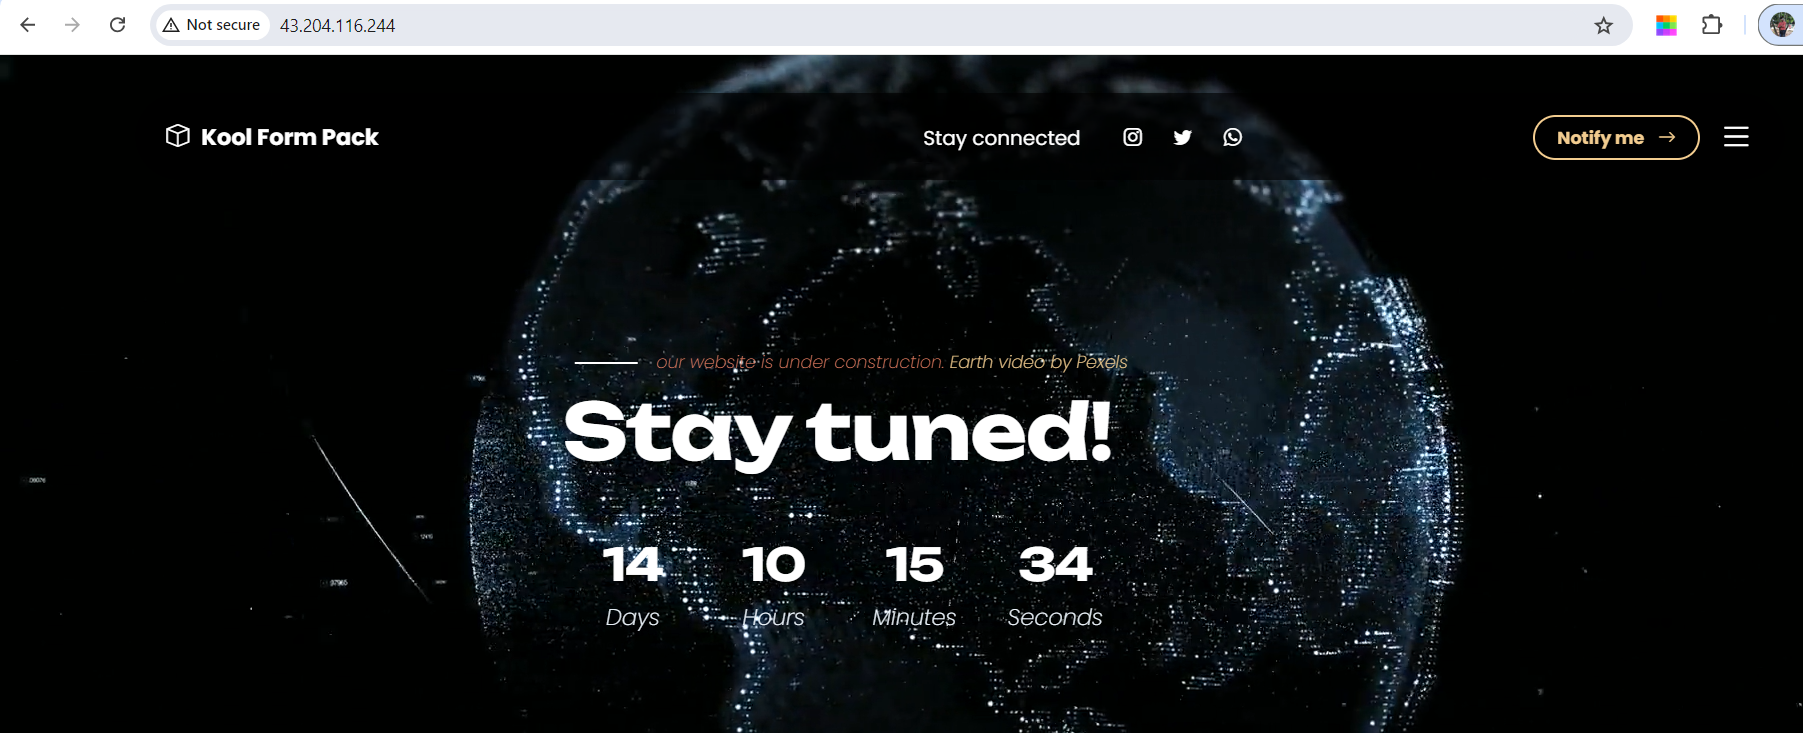 Not secure 43.204.116.244
Kool Form Pack Stay connected Notify me
our website is under construction. Earth video by Pexels
Stay tuned!
14 10 15 34
Days Hours Minutes Seconds